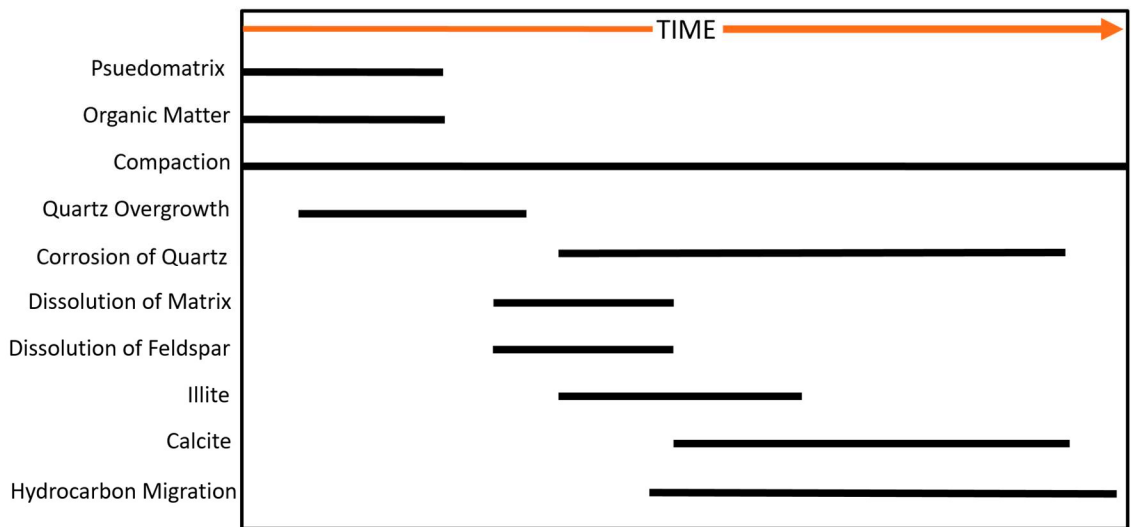 TIME
Psuedomatrix
Organic Matter
Compaction
Quartz Overgrowth
Corrosion of Quartz
Dissolution of Matrix
Dissolution of Feldspar
Illite
Calcite
Hydrocarbon Migration